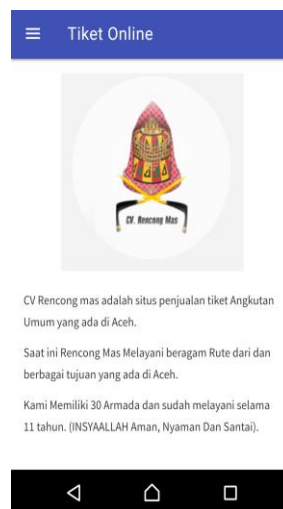 Tiket Online
CV. Rencong Mas
CV Rencong mas adalah situs penjualan tiket Angkutan
Umum yang ada di Aceh.
Saat ini Rencong Mas Melayani beragam Rute dari dan
berbagai tujuan yang ada di Aceh.
Kami Memiliki 30 Armada dan sudah melayani selama
11 tahun. (INSYAALLAH Aman, Nyaman Dan Santai).